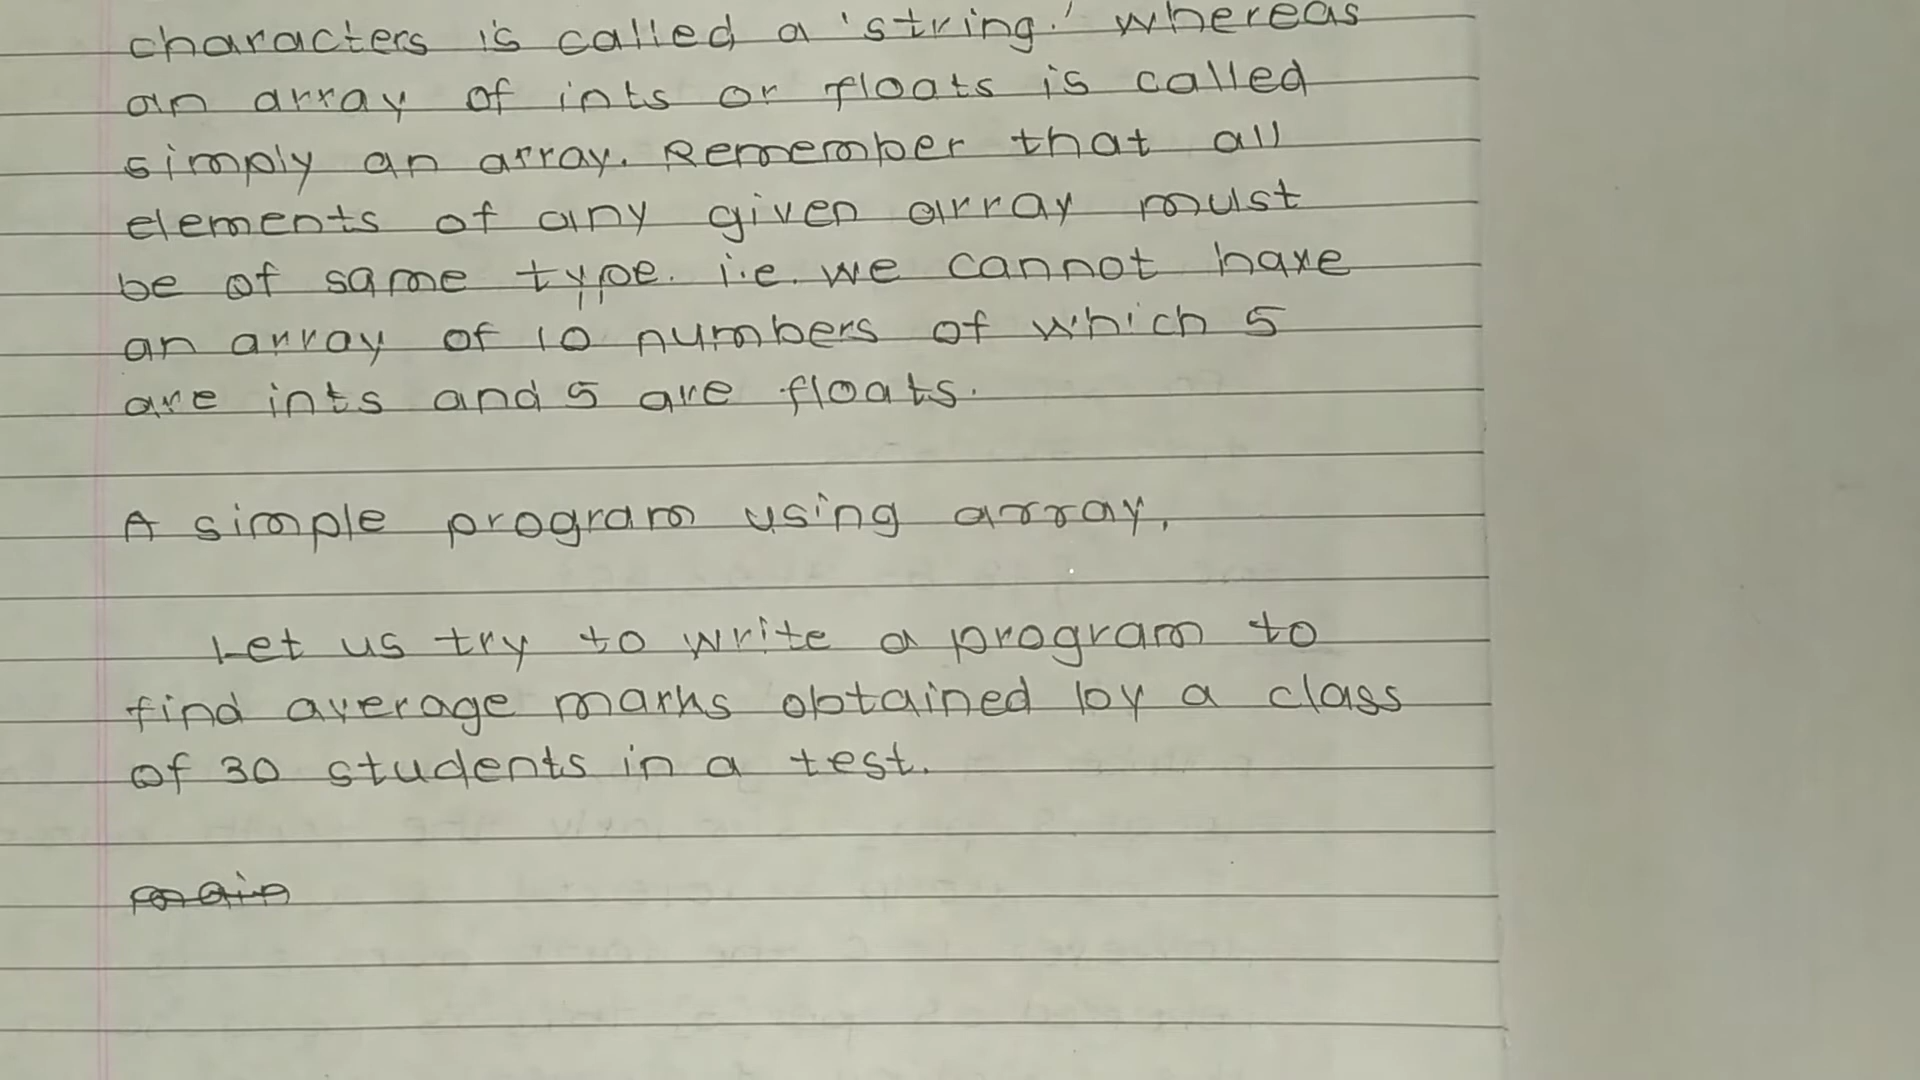 characters is called a 'string.' whereas
an array of ints or floats is called
simply an array. Remember that all
elements of any given array must
be of same type. i.e. we cannot have
an array of 10 numbers of which 5
are ints and 5 are floats.
A simple program using array.
Let us try to write a program to
find average marks obtained by a class
of 30 students in a test.
main